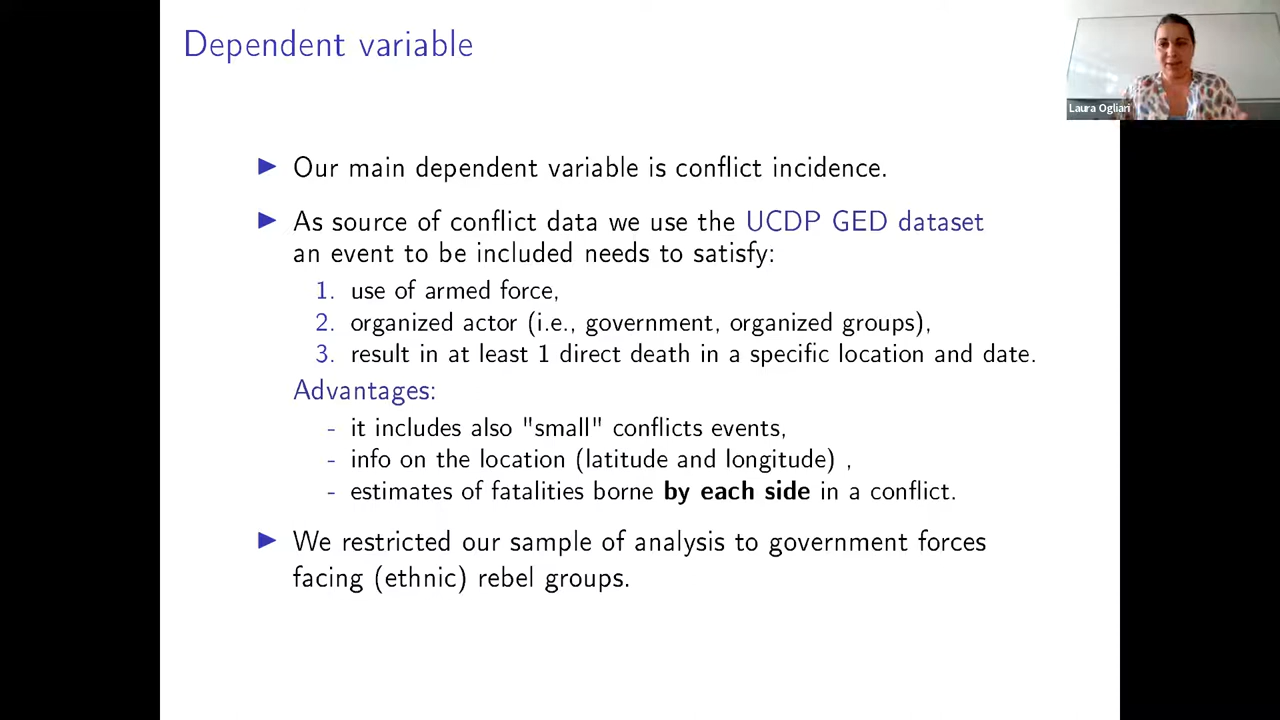 Dependent variable
Laura Ogliari
▶ Our main dependent variable is conflict incidence.
▶ As source of conflict data we use the UCDP GED dataset
an event to be included needs to satisfy:
1. use of armed force,
2. organized actor (i.e., government, organized groups),
3. result in at least 1 direct death in a specific location and date.
Advantages:
- it includes also "small" conflicts events,
- info on the location (latitude and longitude) ,
- estimates of fatalities borne by each side in a conflict.
▶ We restricted our sample of analysis to government forces
facing (ethnic) rebel groups.